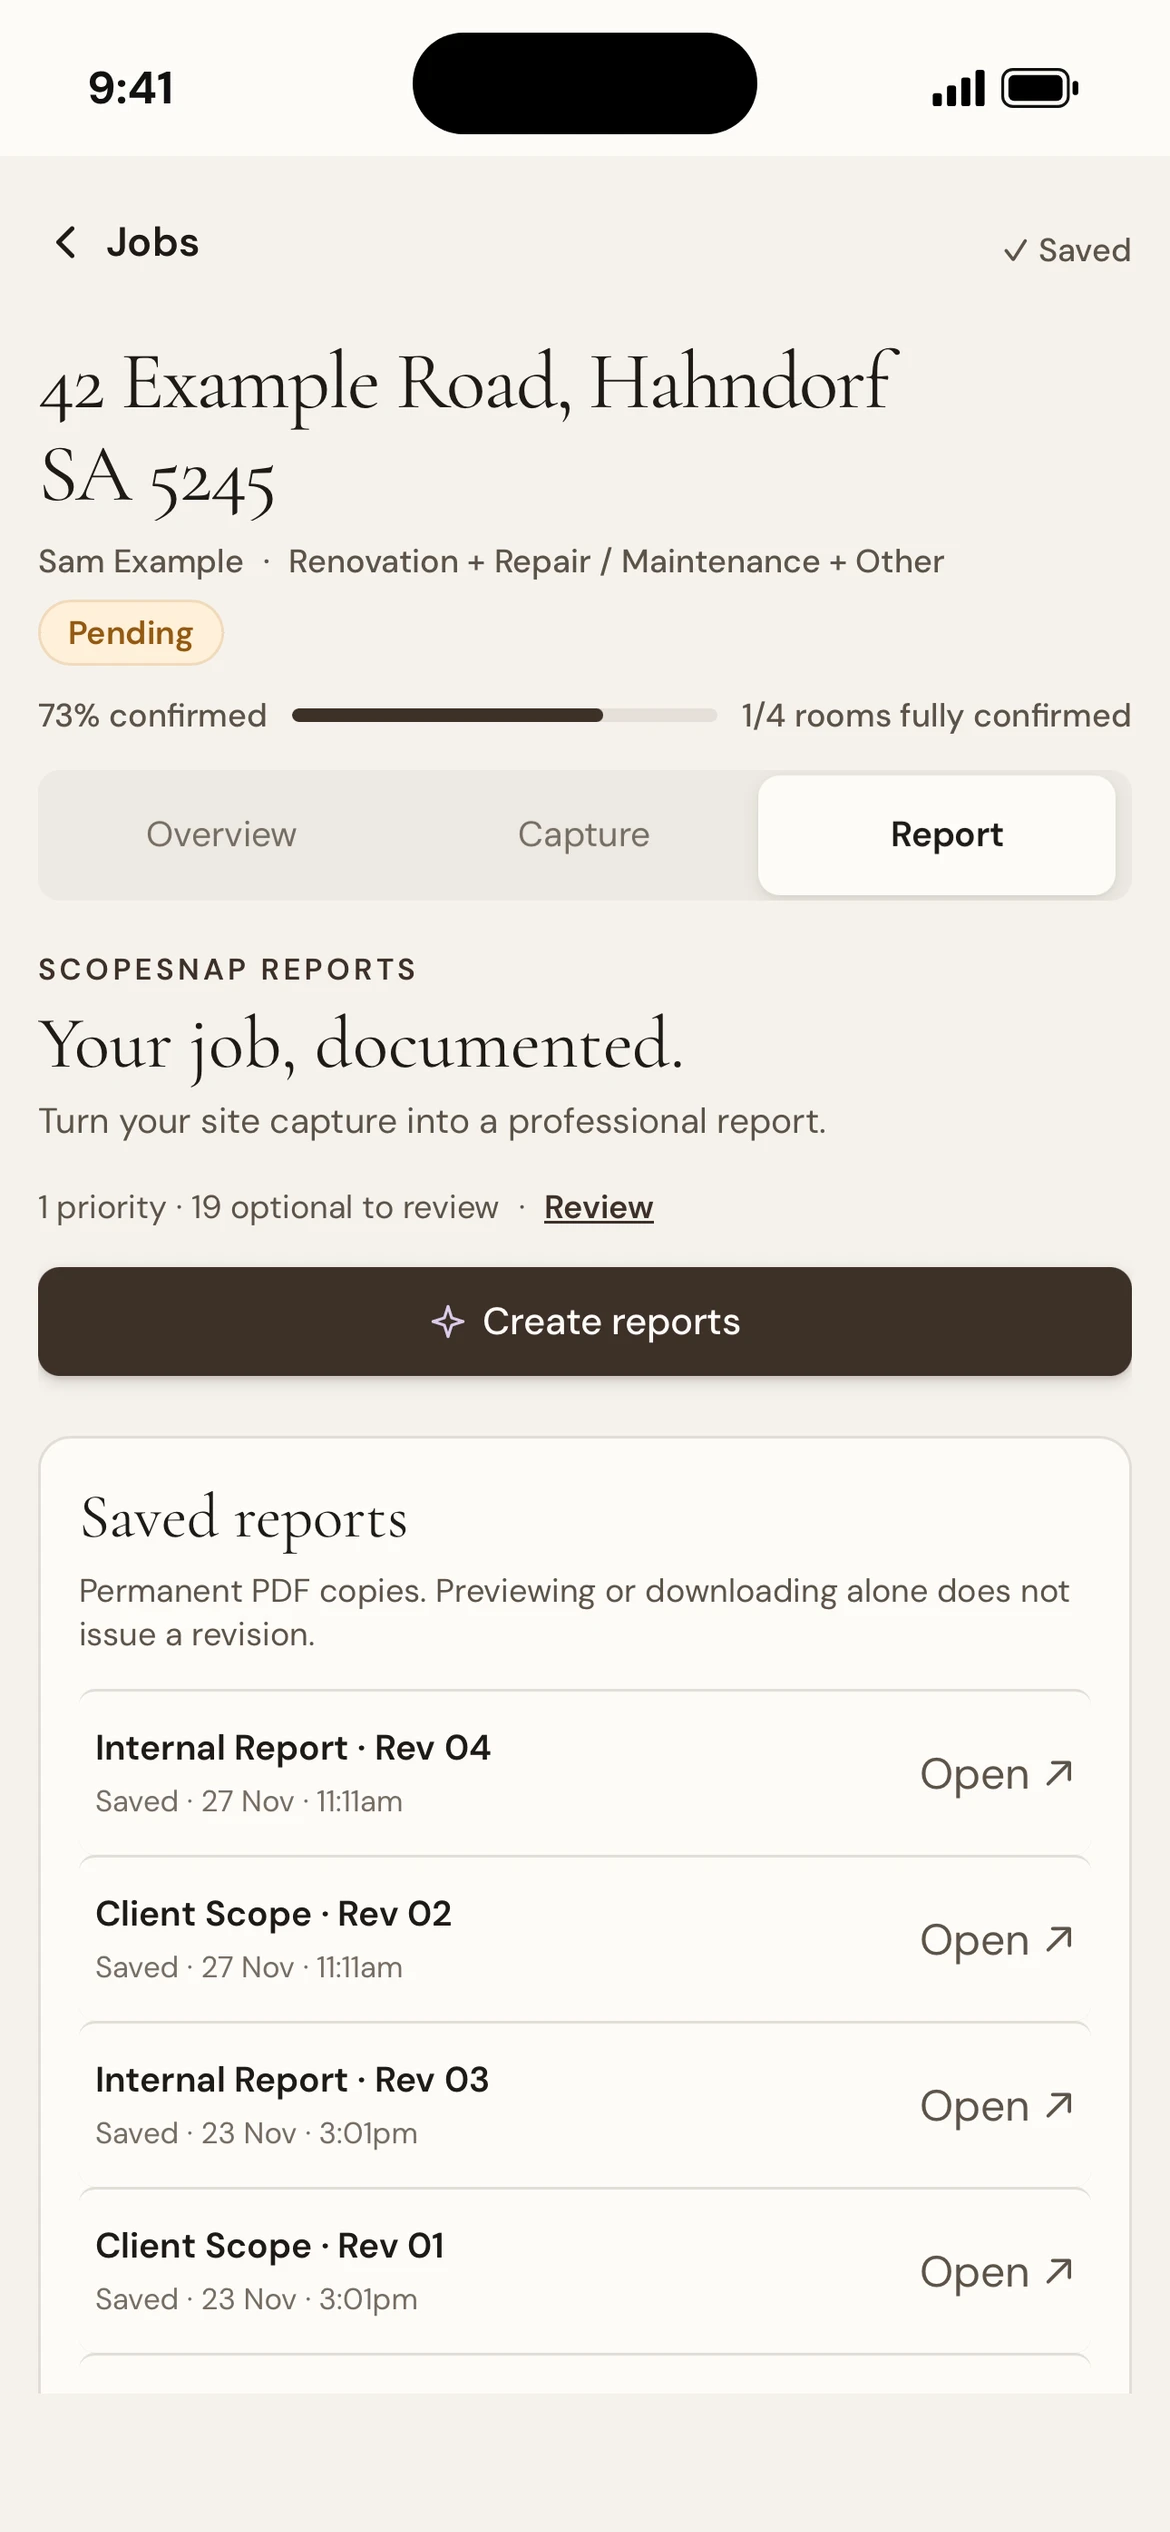 9:41
Jobs
✓ Saved
42 Example Road, Hahndorf
SA 5245
Sam Example · Renovation + Repair / Maintenance + Other
Pending
73% confirmed
1/4 rooms fully confirmed
Overview
Capture
Report
SCOPESNAP REPORTS
Your job, documented.
Turn your site capture into a professional report.
1 priority · 19 optional to review · Review
Create reports
Saved reports
Permanent PDF copies. Previewing or downloading alone does not
issue a revision.
Internal Report · Rev 04
Saved · 27 Nov · 11:11am
Open ↗
Client Scope · Rev 02
Saved · 27 Nov · 11:11am
Open ↗
Internal Report · Rev 03
Saved · 23 Nov · 3:01pm
Open ↗
Client Scope · Rev 01
Saved · 23 Nov · 3:01pm
Open ↗